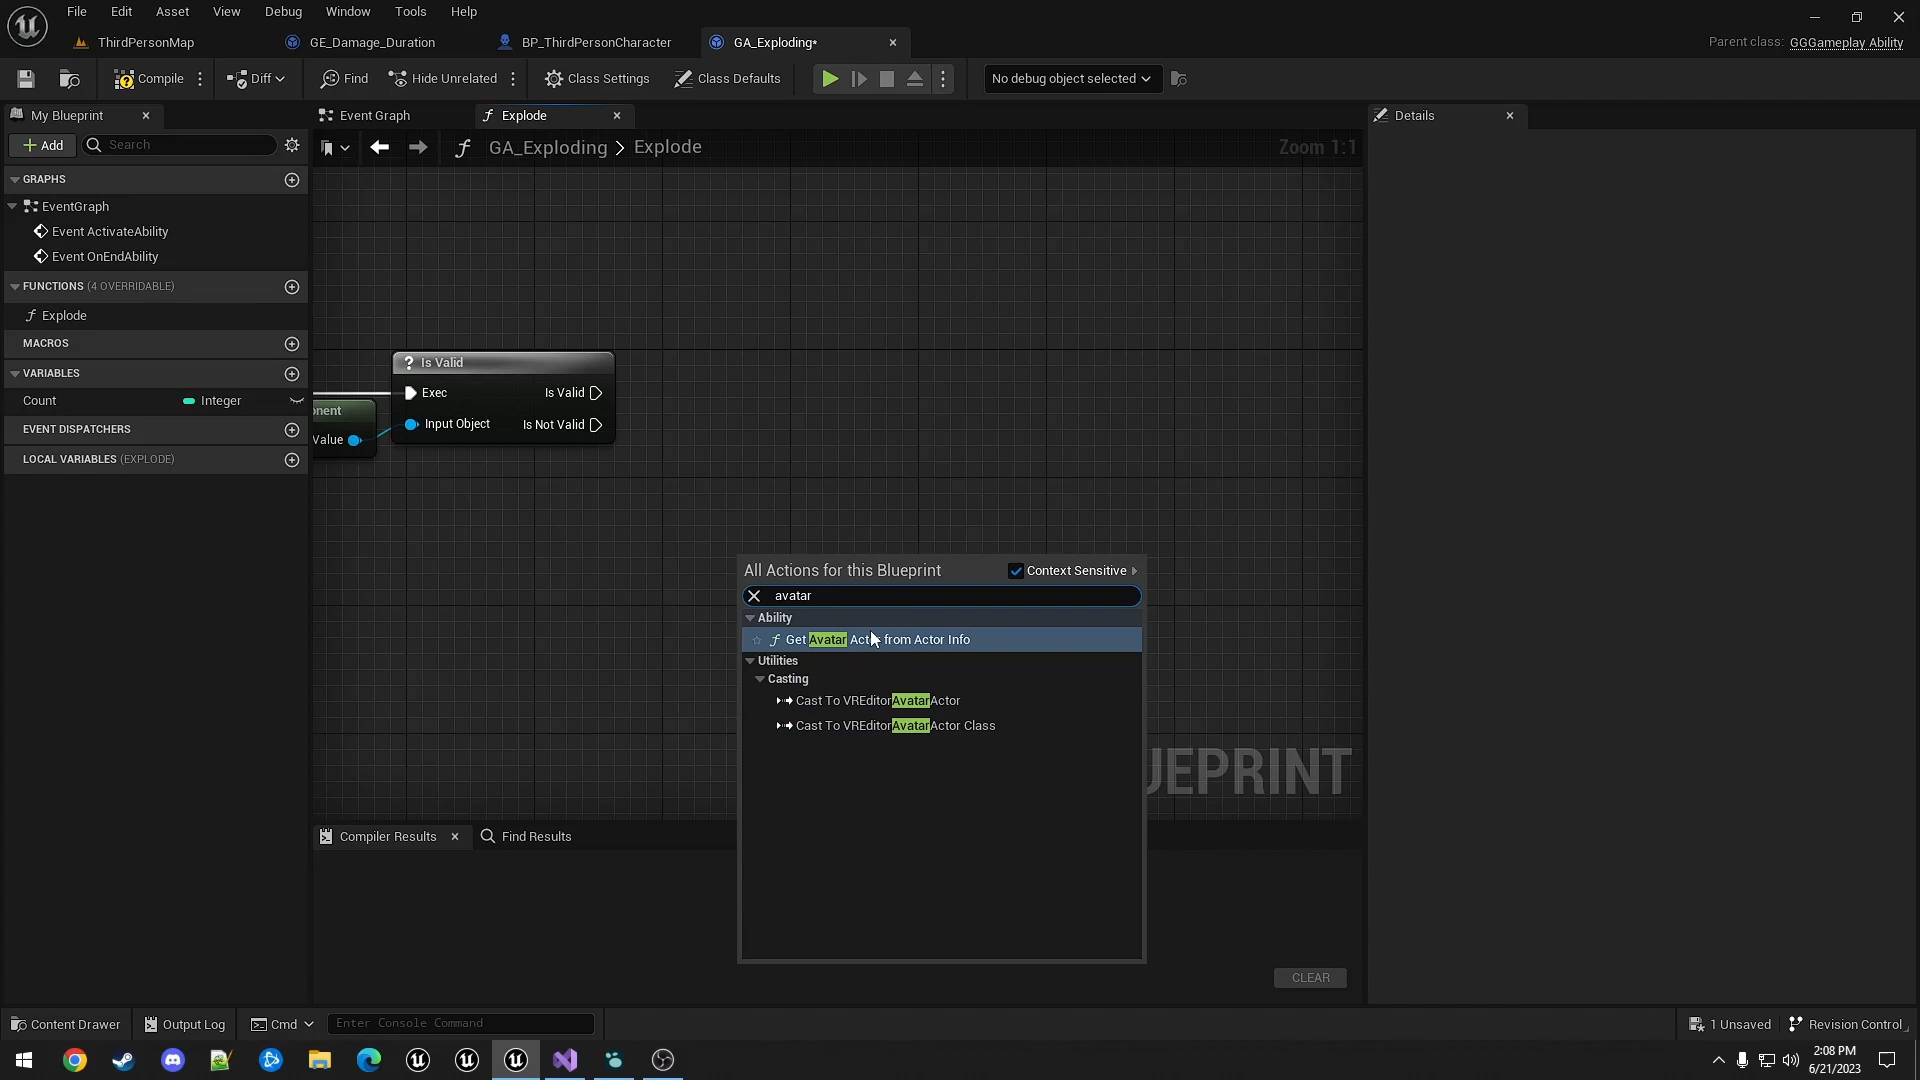 File Edit Asset View Debug Window Tools Help
ThirdPersonMap GE_Damage_Duration BP_ThirdPersonCharacter GA_Exploding* Parent class: GGGameplay Ability
Compile Diff Find Hide Unrelated Class Settings Class Defaults No debug object selected
My Blueprint Event Graph Explode Details
Add Search GA_Exploding > Explode Zoom 1:1
GRAPHS
EventGraph
Event ActivateAbility
Event OnEndAbility
FUNCTIONS (4 OVERRIDABLE)
Explode
MACROS
VARIABLES
Count Integer
EVENT DISPATCHERS
LOCAL VARIABLES (EXPLODE)
? Is Valid
Exec Is Valid
onent
Input Object Is Not Valid
Value
All Actions for this Blueprint Context Sensitive
avatar
Ability
Get Avatar Actor from Actor Info
Utilities
Casting
Cast To VREditorAvatarActor
Cast To VREditorAvatarActor Class
UEPRINT
Compiler Results Find Results
CLEAR
Content Drawer Output Log Cmd Enter Console Command 1 Unsaved Revision Control
2:08 PM
6/21/2023